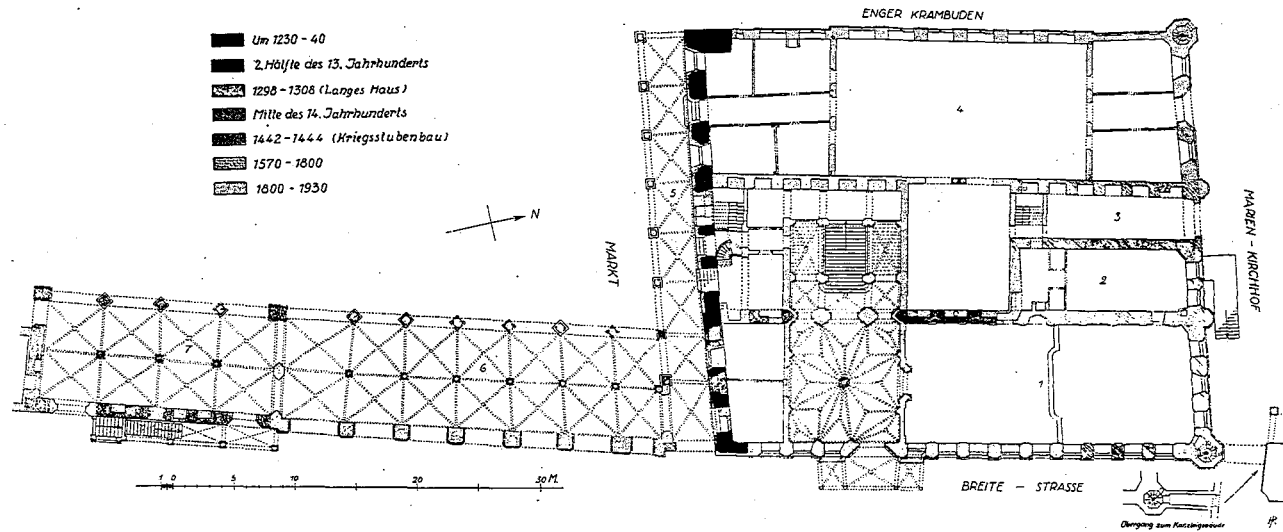 ENGER KRAMBUDEN
Um 1230-40
2. Hälfte des 13. Jahrhunderts
1298-1308 (Langes Haus)
Mitte des 14. Jahrhunderts
1442-1444 (Kriegsstubenbau)
1570-1800
1800-1930
N
MARKT
MARIEN-KIRCHHOF
4
5
3
2
7
6
1
1 0 5 10 20 30 M.
BREITE - STRASSE
Übergang zum Kanzleigebäude